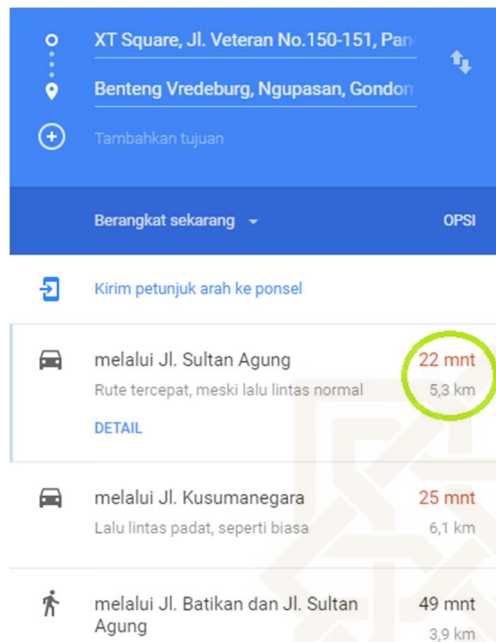 XT Square, Jl. Veteran No.150-151, Pan
Benteng Vredeburg, Ngupasan, Gondom
Tambahkan tujuan
Berangkat sekarang OPSI
Kirim petunjuk arah ke ponsel
melalui Jl. Sultan Agung 22 mnt
Rute tercepat, meski lalu lintas normal 5,3 km
DETAIL
melalui Jl. Kusumanegara 25 mnt
Lalu lintas padat, seperti biasa 6,1 km
melalui Jl. Batikan dan Jl. Sultan 49 mnt
Agung 3,9 km